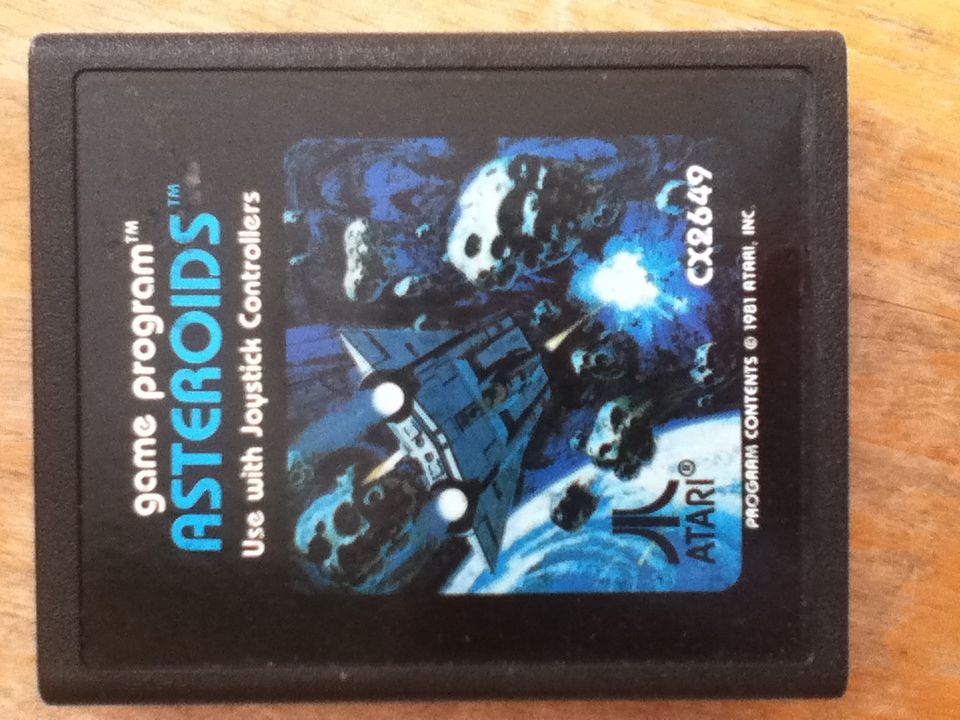 game program™
ASTEROIDS™
Use with Joystick Controllers
CX2649
ATARI®
PROGRAM CONTENTS © 1981 ATARI, INC.